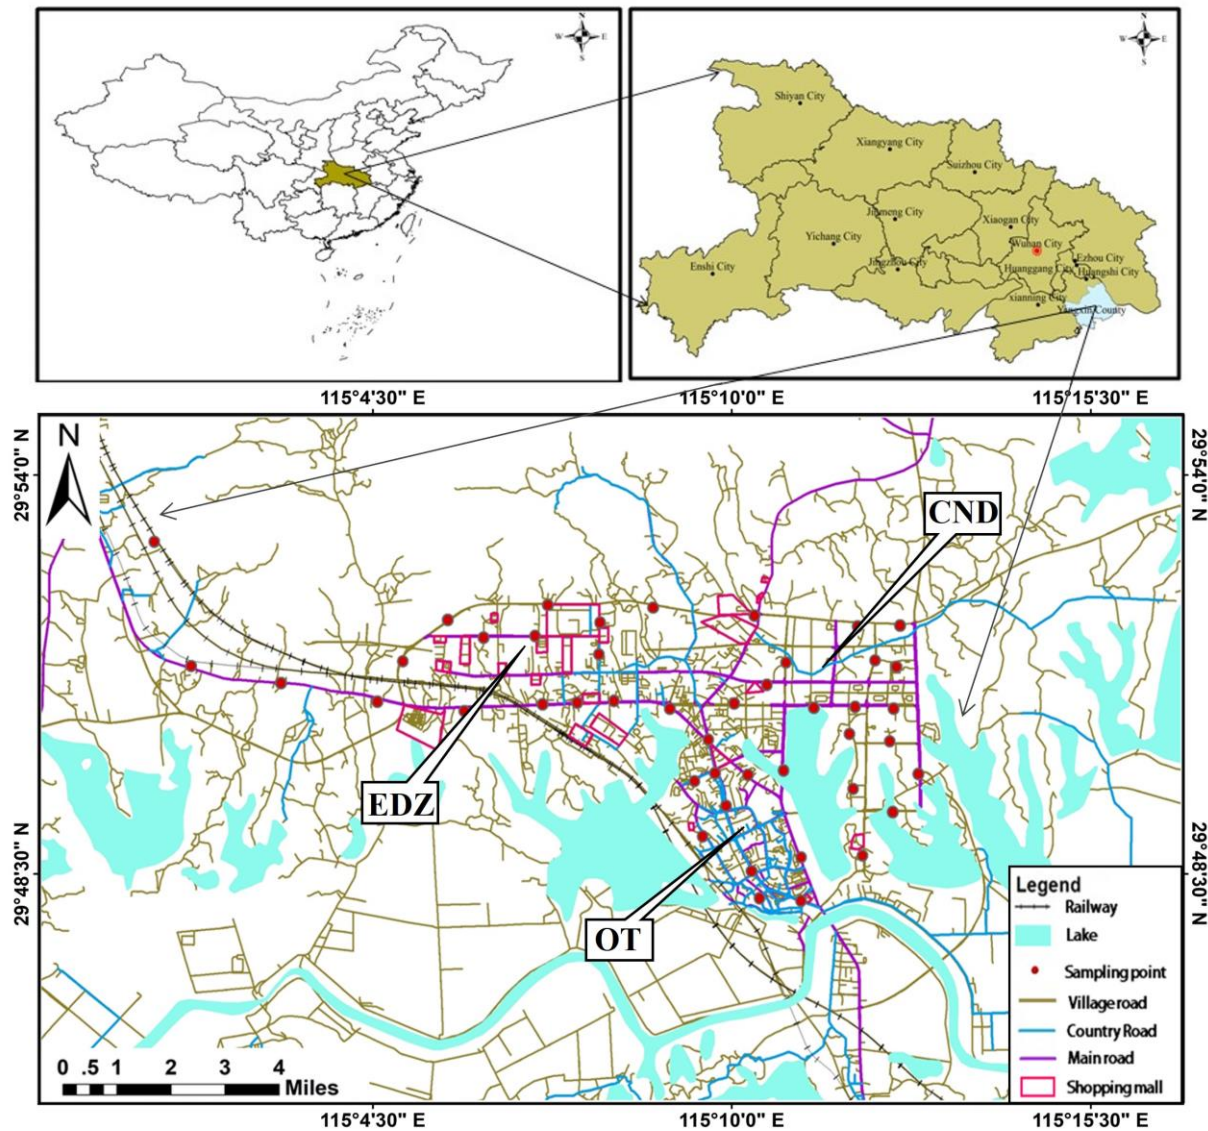 N
W E
S
N
W E
S
Shiyan City
Xiangyang City
Suizhou City
Jigmeng City
Xiaogan City
Yichang City
Wuhan City
Enshi City
Jingzhou City
Ezhou City
Huanggang City
Huangshi City
xianning City
Yangxin County
115°4'30" E
115°10'0" E
115°15'30" E
N
29°54'0" N
29°54'0" N
CND
EDZ
OT
29°48'30" N
29°48'30" N
Legend
Railway
Lake
Sampling point
Village road
Country Road
Main road
Shopping mall
0 .5 1 2 3 4
Miles
115°4'30" E
115°10'0" E
115°15'30" E